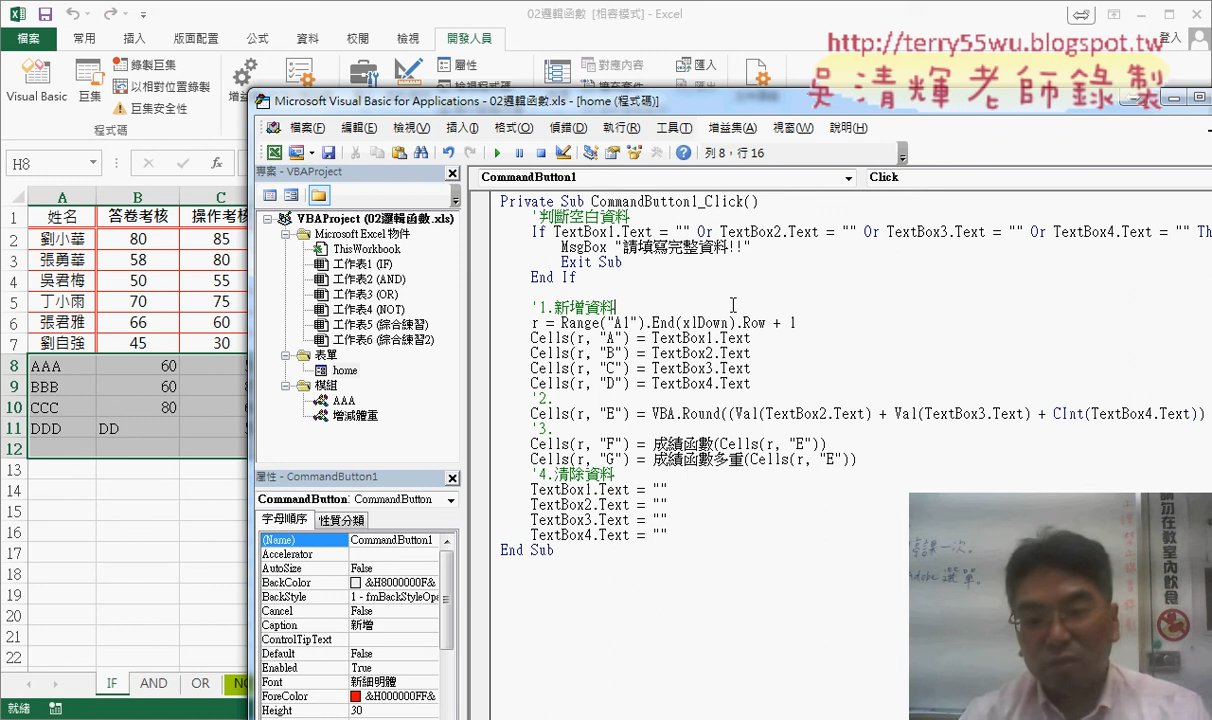 02邏輯函數 [相容模式] - Excel
檔案 常用 插入 版面配置 公式 資料 校閱 檢視 開發人員 登入
http://terry55wu.blogspot.tw
吳清輝老師錄製
Visual Basic 巨集 錄製巨集
以相對位置錄製
巨集安全性
程式碼
屬性
對應內容
匯入
H8
fx
A B C
1 姓名 答卷考核 操作考核
2 劉小華 80 85
3 張勇華 58 80
4 吳君梅 50 55
5 丁小雨 70 75
6 張君雅 66 60
7 劉自強 45 30
8 AAA 60
9 BBB 60
10 CCC 80
11 DDD DD
12
13
14
15
16
17
18
19
20
21
22
IF AND OR
就緒
Microsoft Visual Basic for Applications - 02邏輯函數.xls - [home (程式碼)]
檔案(F) 編輯(E) 檢視(V) 插入(I) 格式(O) 偵錯(D) 執行(R) 工具(T) 增益集(A) 視窗(W) 說明(H)
列 8，行 16
專案 - VBAProject
VBAProject (02邏輯函數.xls)
Microsoft Excel 物件
ThisWorkbook
工作表1 (IF)
工作表2 (AND)
工作表3 (OR)
工作表4 (NOT)
工作表5 (綜合練習)
工作表6 (綜合練習2)
表單
home
模組
AAA
增減體重
屬性 - CommandButton1
CommandButton1 CommandButton
字母順序 性質分類
(Name) CommandButton1
Accelerator
AutoSize False
BackColor &H8000000F&
BackStyle 1 - fmBackStyleOp
Cancel False
Caption 新增
ControlTipText
Default False
Enabled True
Font 新細明體
ForeColor &H000000FF&
Height 30
CommandButton1 Click
Private Sub CommandButton1_Click()
'判斷空白資料
If TextBox1.Text = "" Or TextBox2.Text = "" Or TextBox3.Text = "" Or TextBox4.Text = "" Th
MsgBox "請填寫完整資料!!"
Exit Sub
End If
'1.新增資料
r = Range("A1").End(xlDown).Row + 1
Cells(r, "A") = TextBox1.Text
Cells(r, "B") = TextBox2.Text
Cells(r, "C") = TextBox3.Text
Cells(r, "D") = TextBox4.Text
'2.
Cells(r, "E") = VBA.Round((Val(TextBox2.Text) + Val(TextBox3.Text) + CInt(TextBox4.Text))
'3.
Cells(r, "F") = 成績函數(Cells(r, "E"))
Cells(r, "G") = 成績函數多重(Cells(r, "E"))
'4.清除資料
TextBox1.Text = ""
TextBox2.Text = ""
TextBox3.Text = ""
TextBox4.Text = ""
End Sub
請勿在教室內飲食